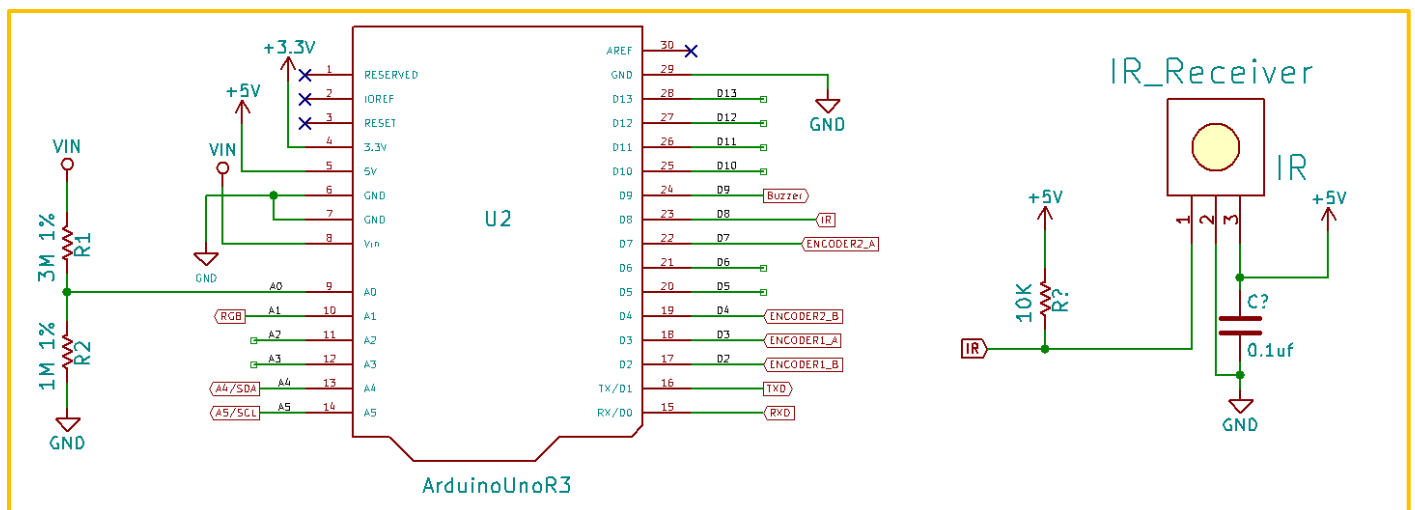 +3.3V
+5V
VIN
VIN
3M 1%
R1
1M 1%
R2
GND
GND
1 RESERVED
2 IOREF
3 RESET
4 3.3V
5 5V
6 GND
7 GND
8 Vin
A0 9 A0
RGB A1 10 A1
A2 11 A2
A3 12 A3
A4/SDA A4 13 A4
A5/SCL A5 14 A5
U2
AREF 30
GND 29
D13 28 D13
D12 27 D12
D11 26 D11
D10 25 D10
D9 24 D9 Buzzer
D8 23 D8 IR
D7 22 D7 ENCODER2_A
D6 21 D6
D5 20 D5
D4 19 D4 ENCODER2_B
D3 18 D3 ENCODER1_A
D2 17 D2 ENCODER1_B
TX/D1 16 TXD
RX/D0 15 RXD
GND
ArduinoUnoR3
IR_Receiver
IR
1 2 3
+5V
+5V
10K
R?
C?
0.1uf
IR
GND